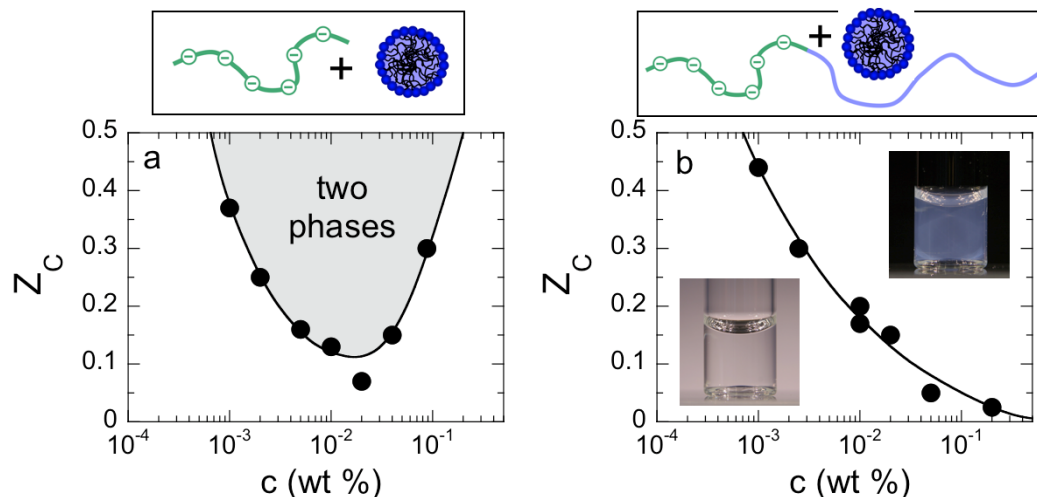 − − − − − − +
− − − − − − +
a
two
phases
0.5
0.4
0.3
0.2
0.1
0
Z_C
10⁻⁴ 10⁻³ 10⁻² 10⁻¹
c (wt %)
b
0.5
0.4
0.3
0.2
0.1
0
Z_C
10⁻⁴ 10⁻³ 10⁻² 10⁻¹
c (wt %)